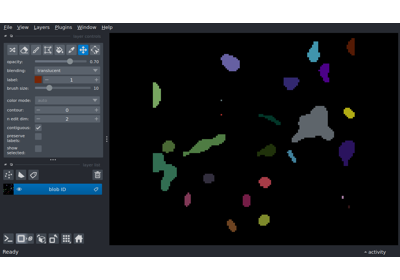 File View Layers Plugins Window Help
opacity: 0.70
blending: translucent
label: 1
brush size: 10
color mode:
contour: 0
n edit dim: 2
contiguous:
preserve
labels:
show
selected:
blob ID
Ready
activity